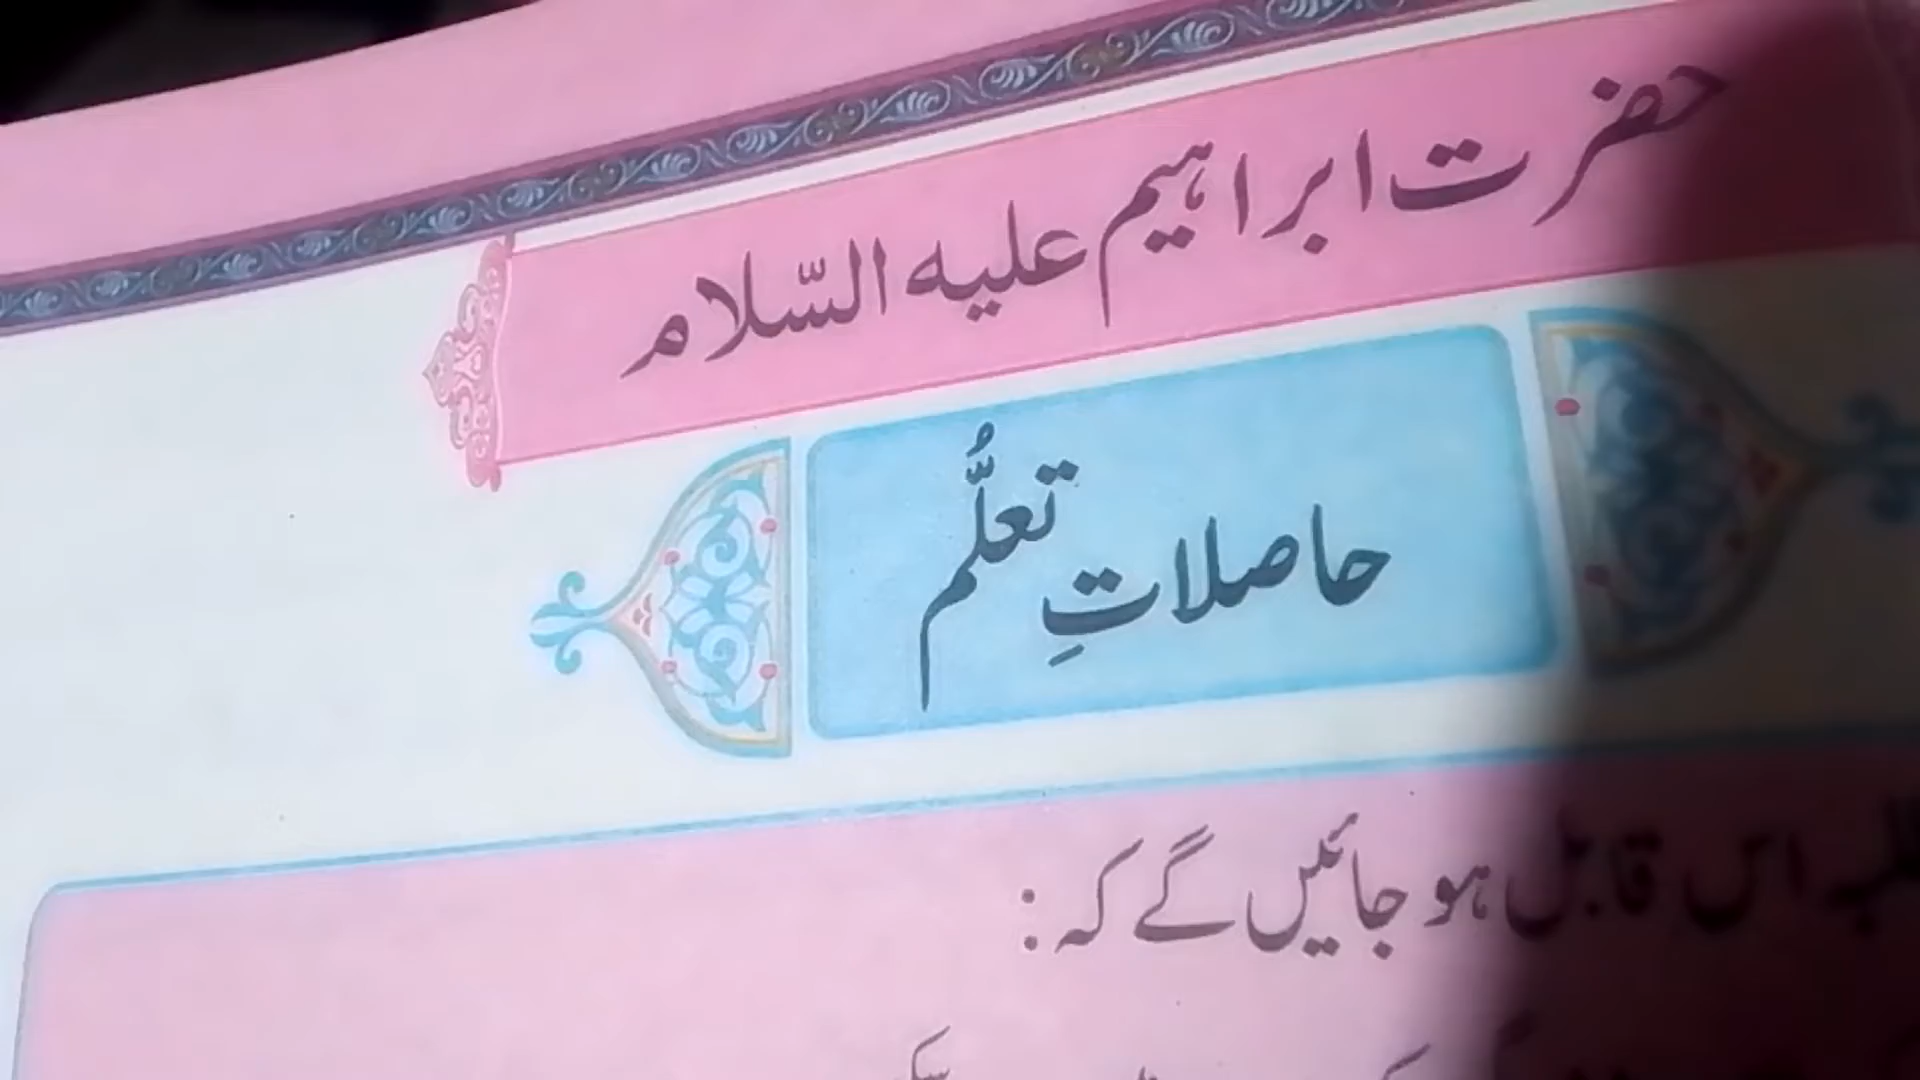 حضرت ابراہیم علیہ السّلام
حاصلاتِ تعلُّم
اس قابل ہو جائیں گے کہ: